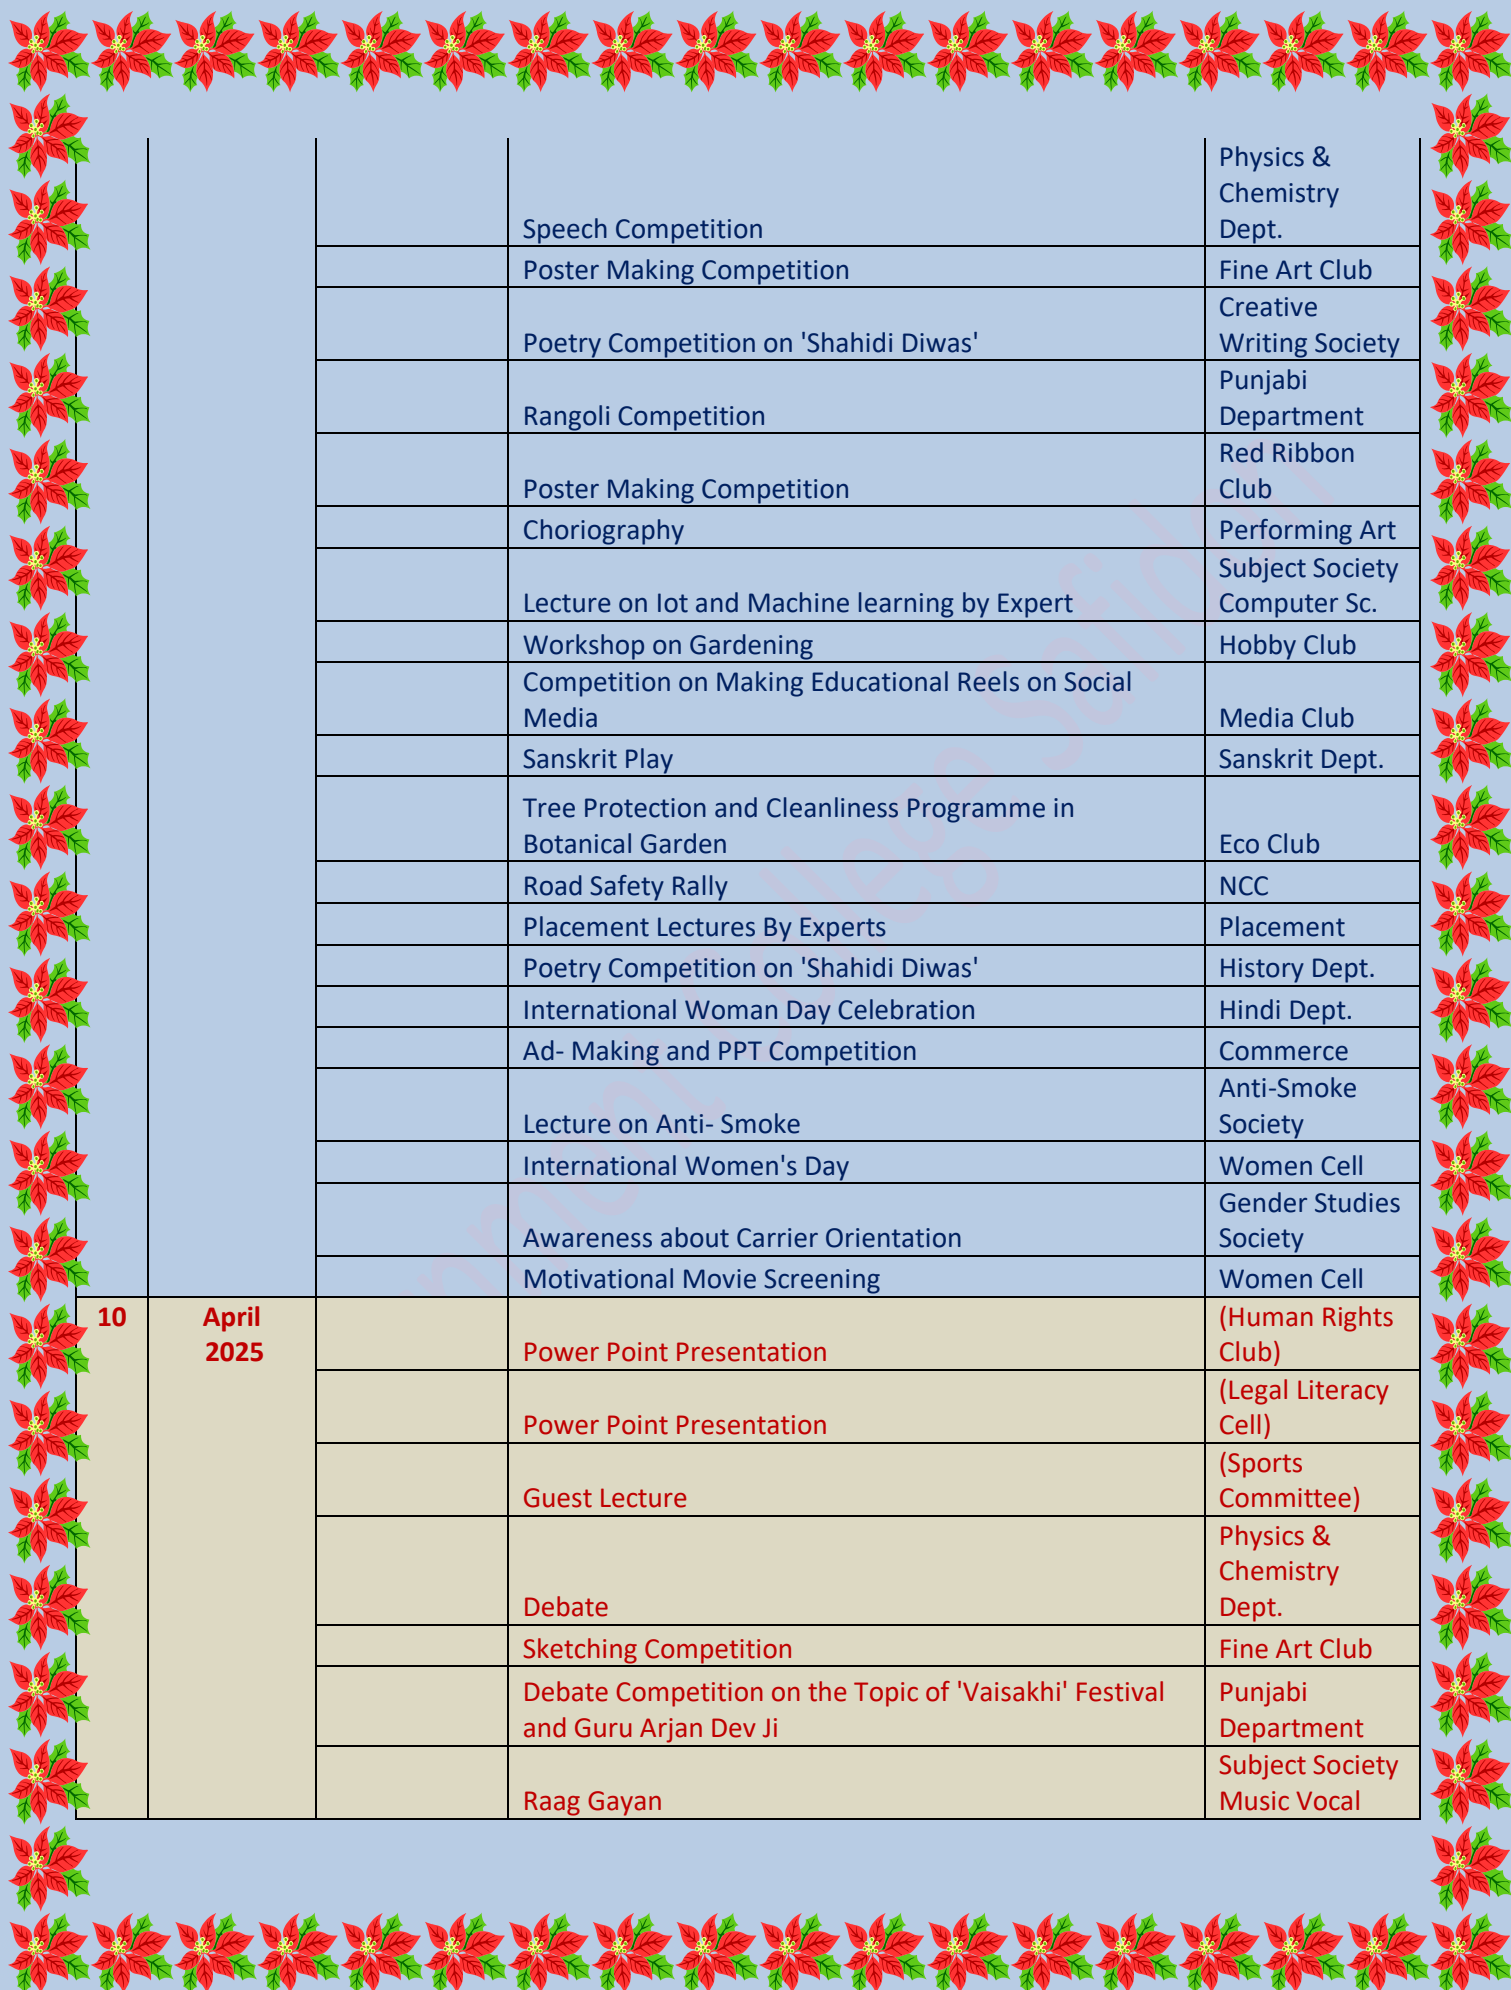 Physics &
Chemistry
Speech Competition Dept.
Poster Making Competition Fine Art Club
Creative
Poetry Competition on 'Shahidi Diwas' Writing Society
Punjabi
Rangoli Competition Department
Red Ribbon
Poster Making Competition Club
Choriography Performing Art
Subject Society
Lecture on Iot and Machine learning by Expert Computer Sc.
Workshop on Gardening Hobby Club
Competition on Making Educational Reels on Social
Media Media Club
Sanskrit Play Sanskrit Dept.
Tree Protection and Cleanliness Programme in
Botanical Garden Eco Club
Road Safety Rally NCC
Placement Lectures By Experts Placement
Poetry Competition on 'Shahidi Diwas' History Dept.
International Woman Day Celebration Hindi Dept.
Ad- Making and PPT Competition Commerce
Anti-Smoke
Lecture on Anti- Smoke Society
International Women's Day Women Cell
Gender Studies
Awareness about Carrier Orientation Society
Motivational Movie Screening Women Cell
10 April (Human Rights
2025 Power Point Presentation Club)
(Legal Literacy
Power Point Presentation Cell)
(Sports
Guest Lecture Committee)
Physics &
Chemistry
Debate Dept.
Sketching Competition Fine Art Club
Debate Competition on the Topic of 'Vaisakhi' Festival Punjabi
and Guru Arjan Dev Ji Department
Subject Society
Raag Gayan Music Vocal